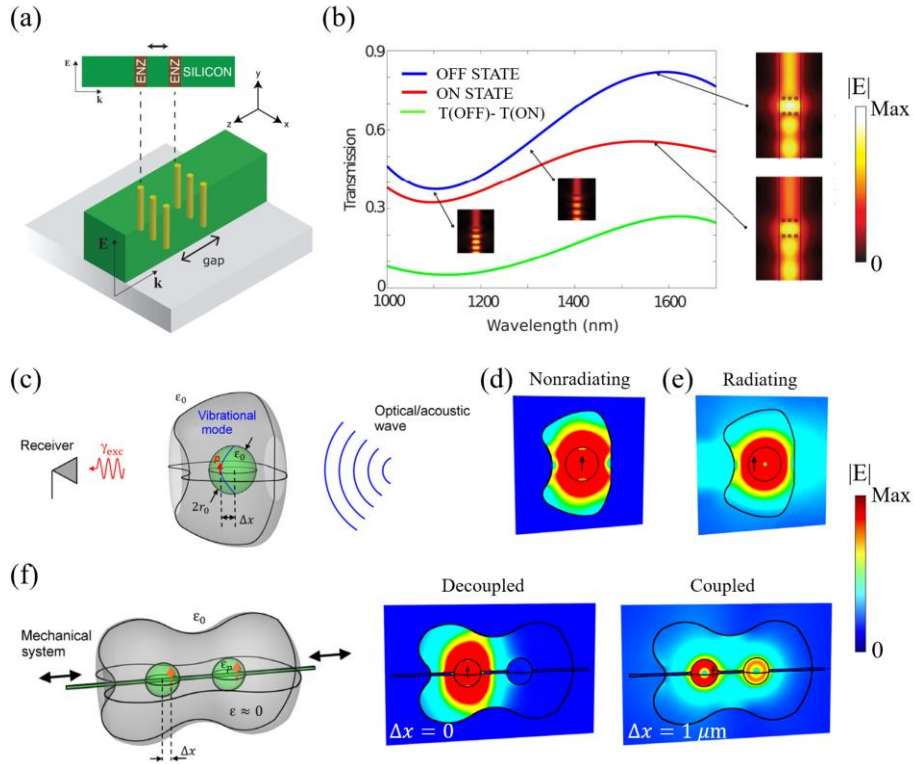 (a)
E
k
ENZ
ENZ
SILICON
y
z
x
E
k
gap
(b)
Transmission
0.9
0.6
0.3
0
OFF STATE
ON STATE
T(OFF)- T(ON)
1000
1200
1400
1600
Wavelength (nm)
|E|
Max
0
(c)
ε₀
Vibrational
mode
Optical/acoustic
wave
Receiver
γexc
p
ε₀
2r₀
Δx
(d)
Nonradiating
(e)
Radiating
|E|
Max
0
(f)
ε₀
Mechanical
system
εp
ε ≈ 0
Δx
Decoupled
Δx = 0
Coupled
Δx = 1 μm